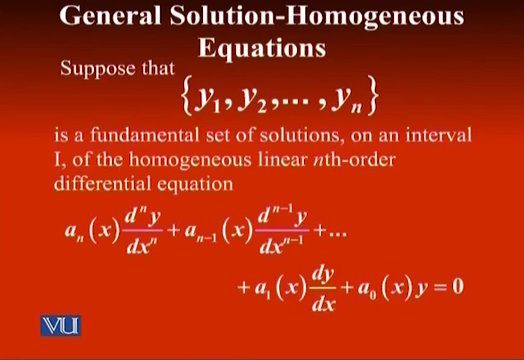 General Solution-Homogeneous
Equations
Suppose that
{y₁, y₂, ..., yₙ}
is a fundamental set of solutions, on an interval
I, of the homogeneous linear nth-order
differential equation
aₙ(x) dⁿy/dxⁿ + aₙ₋₁(x) dⁿ⁻¹y/dxⁿ⁻¹ + ...
+ a₁(x) dy/dx + a₀(x) y = 0
VU